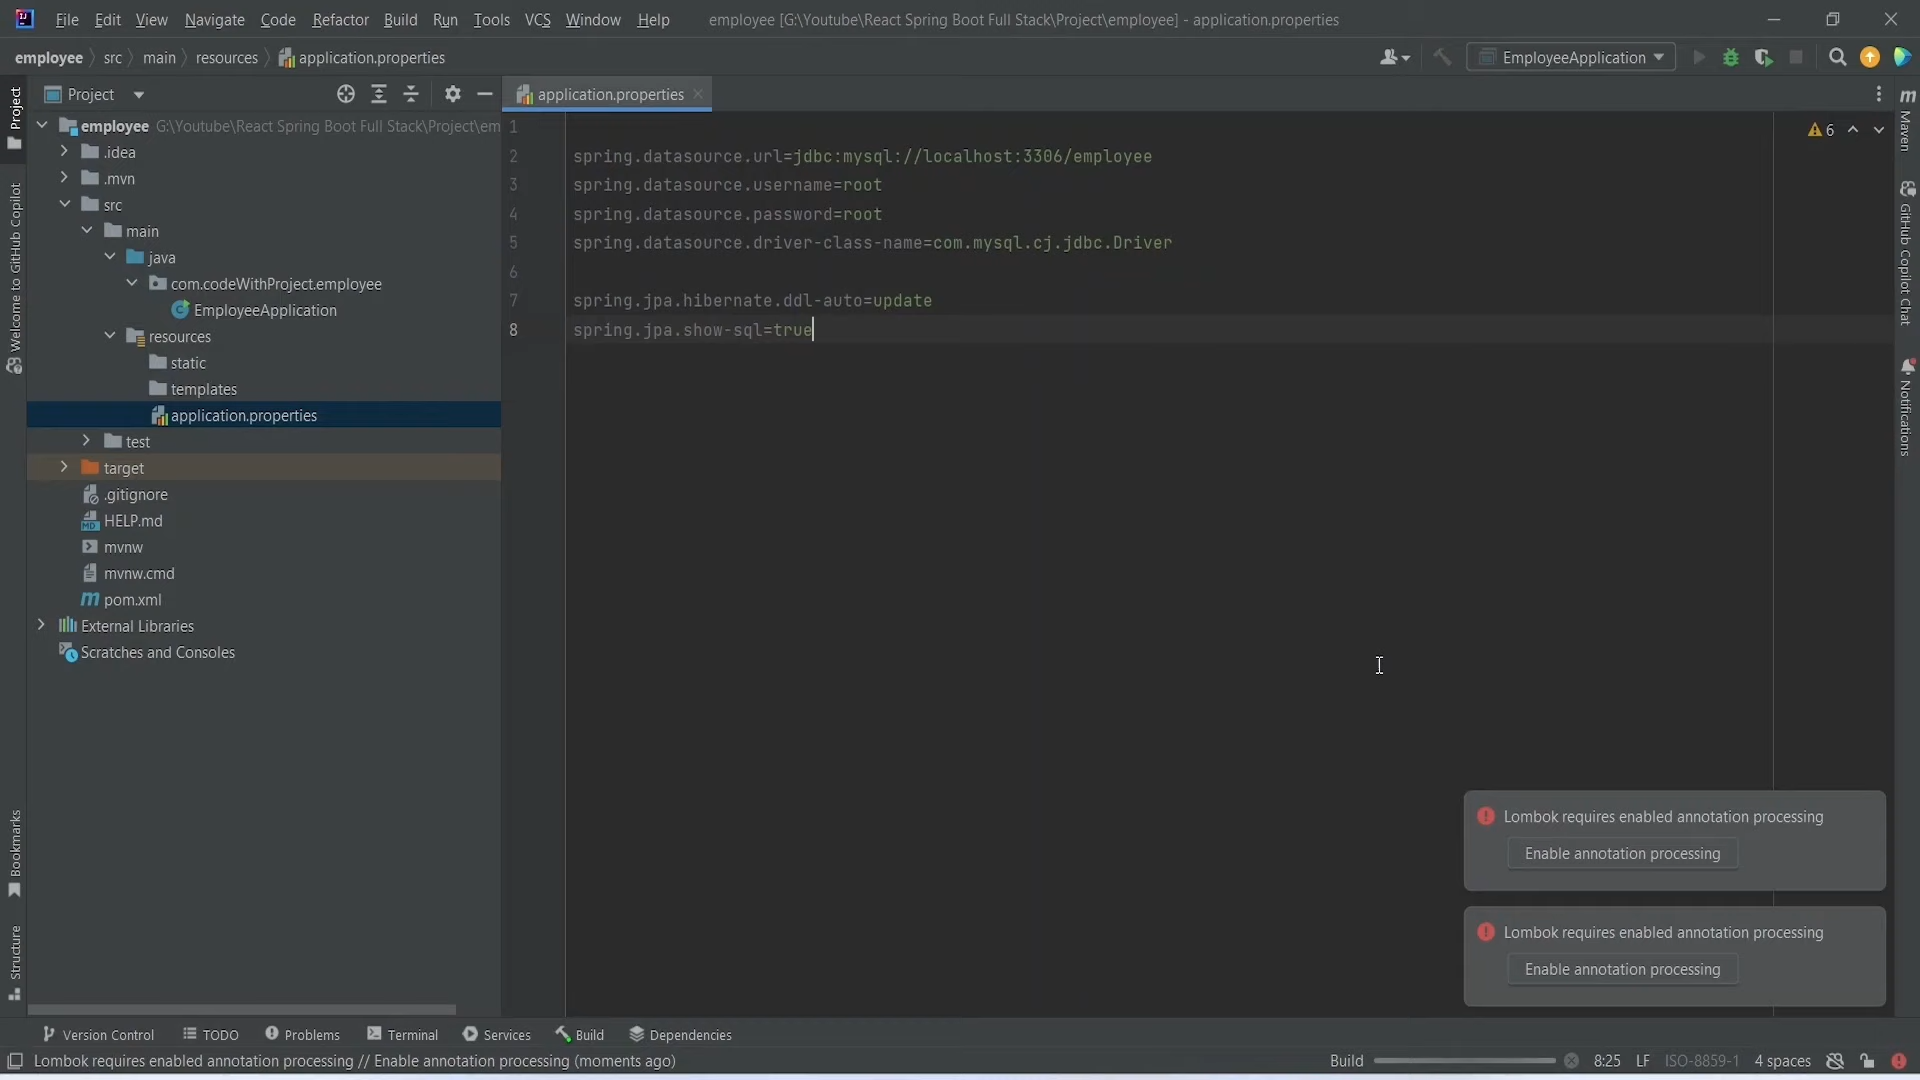 File Edit View Navigate Code Refactor Build Run Tools VCS Window Help employee [G:\Youtube\React Spring Boot Full Stack\Project\employee] - application.properties
employee src main resources application.properties
EmployeeApplication
Project
application.properties
employee G:\Youtube\React Spring Boot Full Stack\Project\em
.idea
.mvn
src
main
java
com.codeWithProject.employee
EmployeeApplication
resources
static
templates
application.properties
test
target
.gitignore
HELP.md
mvnw
mvnw.cmd
pom.xml
External Libraries
Scratches and Consoles
1
2 spring.datasource.url=jdbc:mysql://localhost:3306/employee
3 spring.datasource.username=root
4 spring.datasource.password=root
5 spring.datasource.driver-class-name=com.mysql.cj.jdbc.Driver
6
7 spring.jpa.hibernate.ddl-auto=update
8 spring.jpa.show-sql=true
6
Project
Welcome to GitHub Copilot
Bookmarks
Structure
m
Maven
GitHub Copilot Chat
Notifications
Lombok requires enabled annotation processing
Enable annotation processing
Lombok requires enabled annotation processing
Enable annotation processing
Version Control TODO Problems Terminal Services Build Dependencies
Lombok requires enabled annotation processing // Enable annotation processing (moments ago) Build 8:25 LF ISO-8859-1 4 spaces